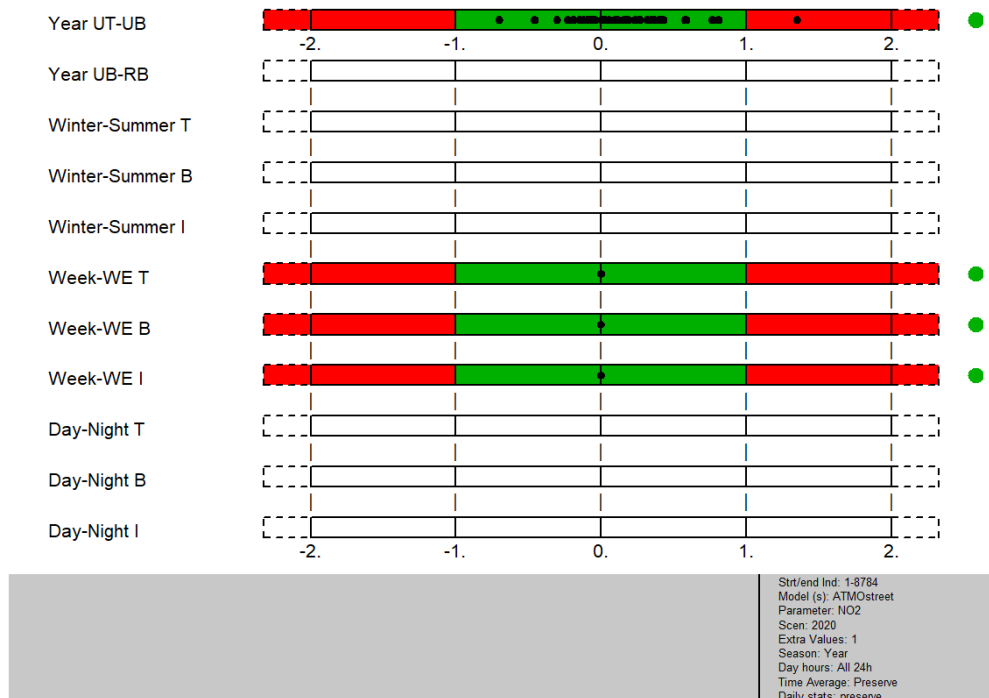 Year UT-UB
-2. -1. 0. 1. 2.
Year UB-RB
Winter-Summer T
Winter-Summer B
Winter-Summer I
Week-WE T
Week-WE B
Week-WE I
Day-Night T
Day-Night B
Day-Night I
-2. -1. 0. 1. 2.
Strt/end Ind: 1-8784
Model (s): ATMOstreet
Parameter: NO2
Scen: 2020
Extra Values: 1
Season: Year
Day hours: All 24h
Time Average: Preserve
Daily stats: preserve